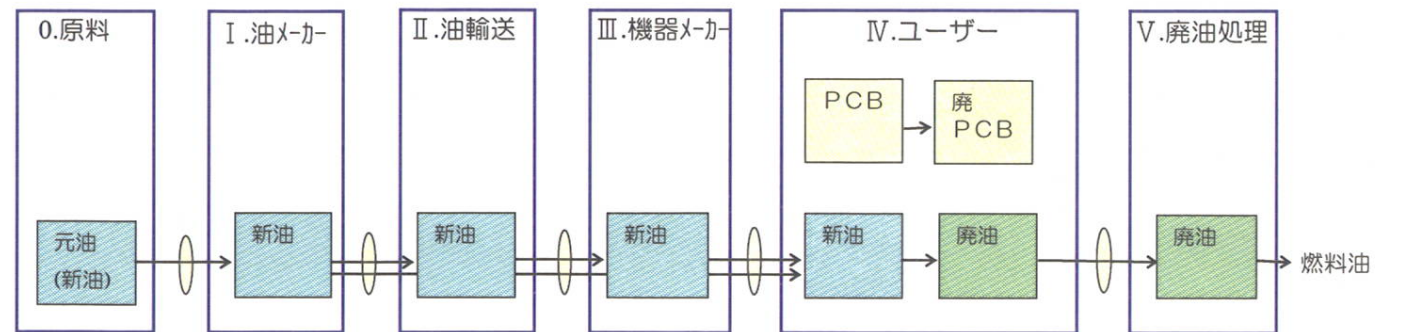 0.原料
Ⅰ.油ﾒｰｶｰ
Ⅱ.油輸送
Ⅲ.機器ﾒｰｶｰ
Ⅳ.ユーザー
Ⅴ.廃油処理
ＰＣＢ
廃
ＰＣＢ
元油
(新油)
新油
新油
新油
新油
廃油
廃油
燃料油